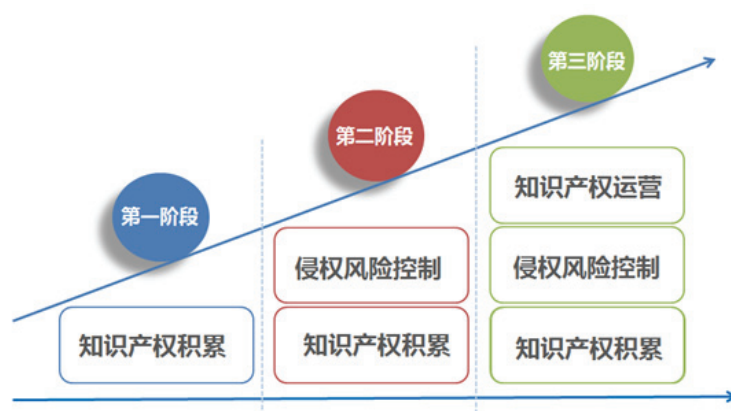 第一阶段
知识产权积累
第二阶段
侵权风险控制
知识产权积累
第三阶段
知识产权运营
侵权风险控制
知识产权积累